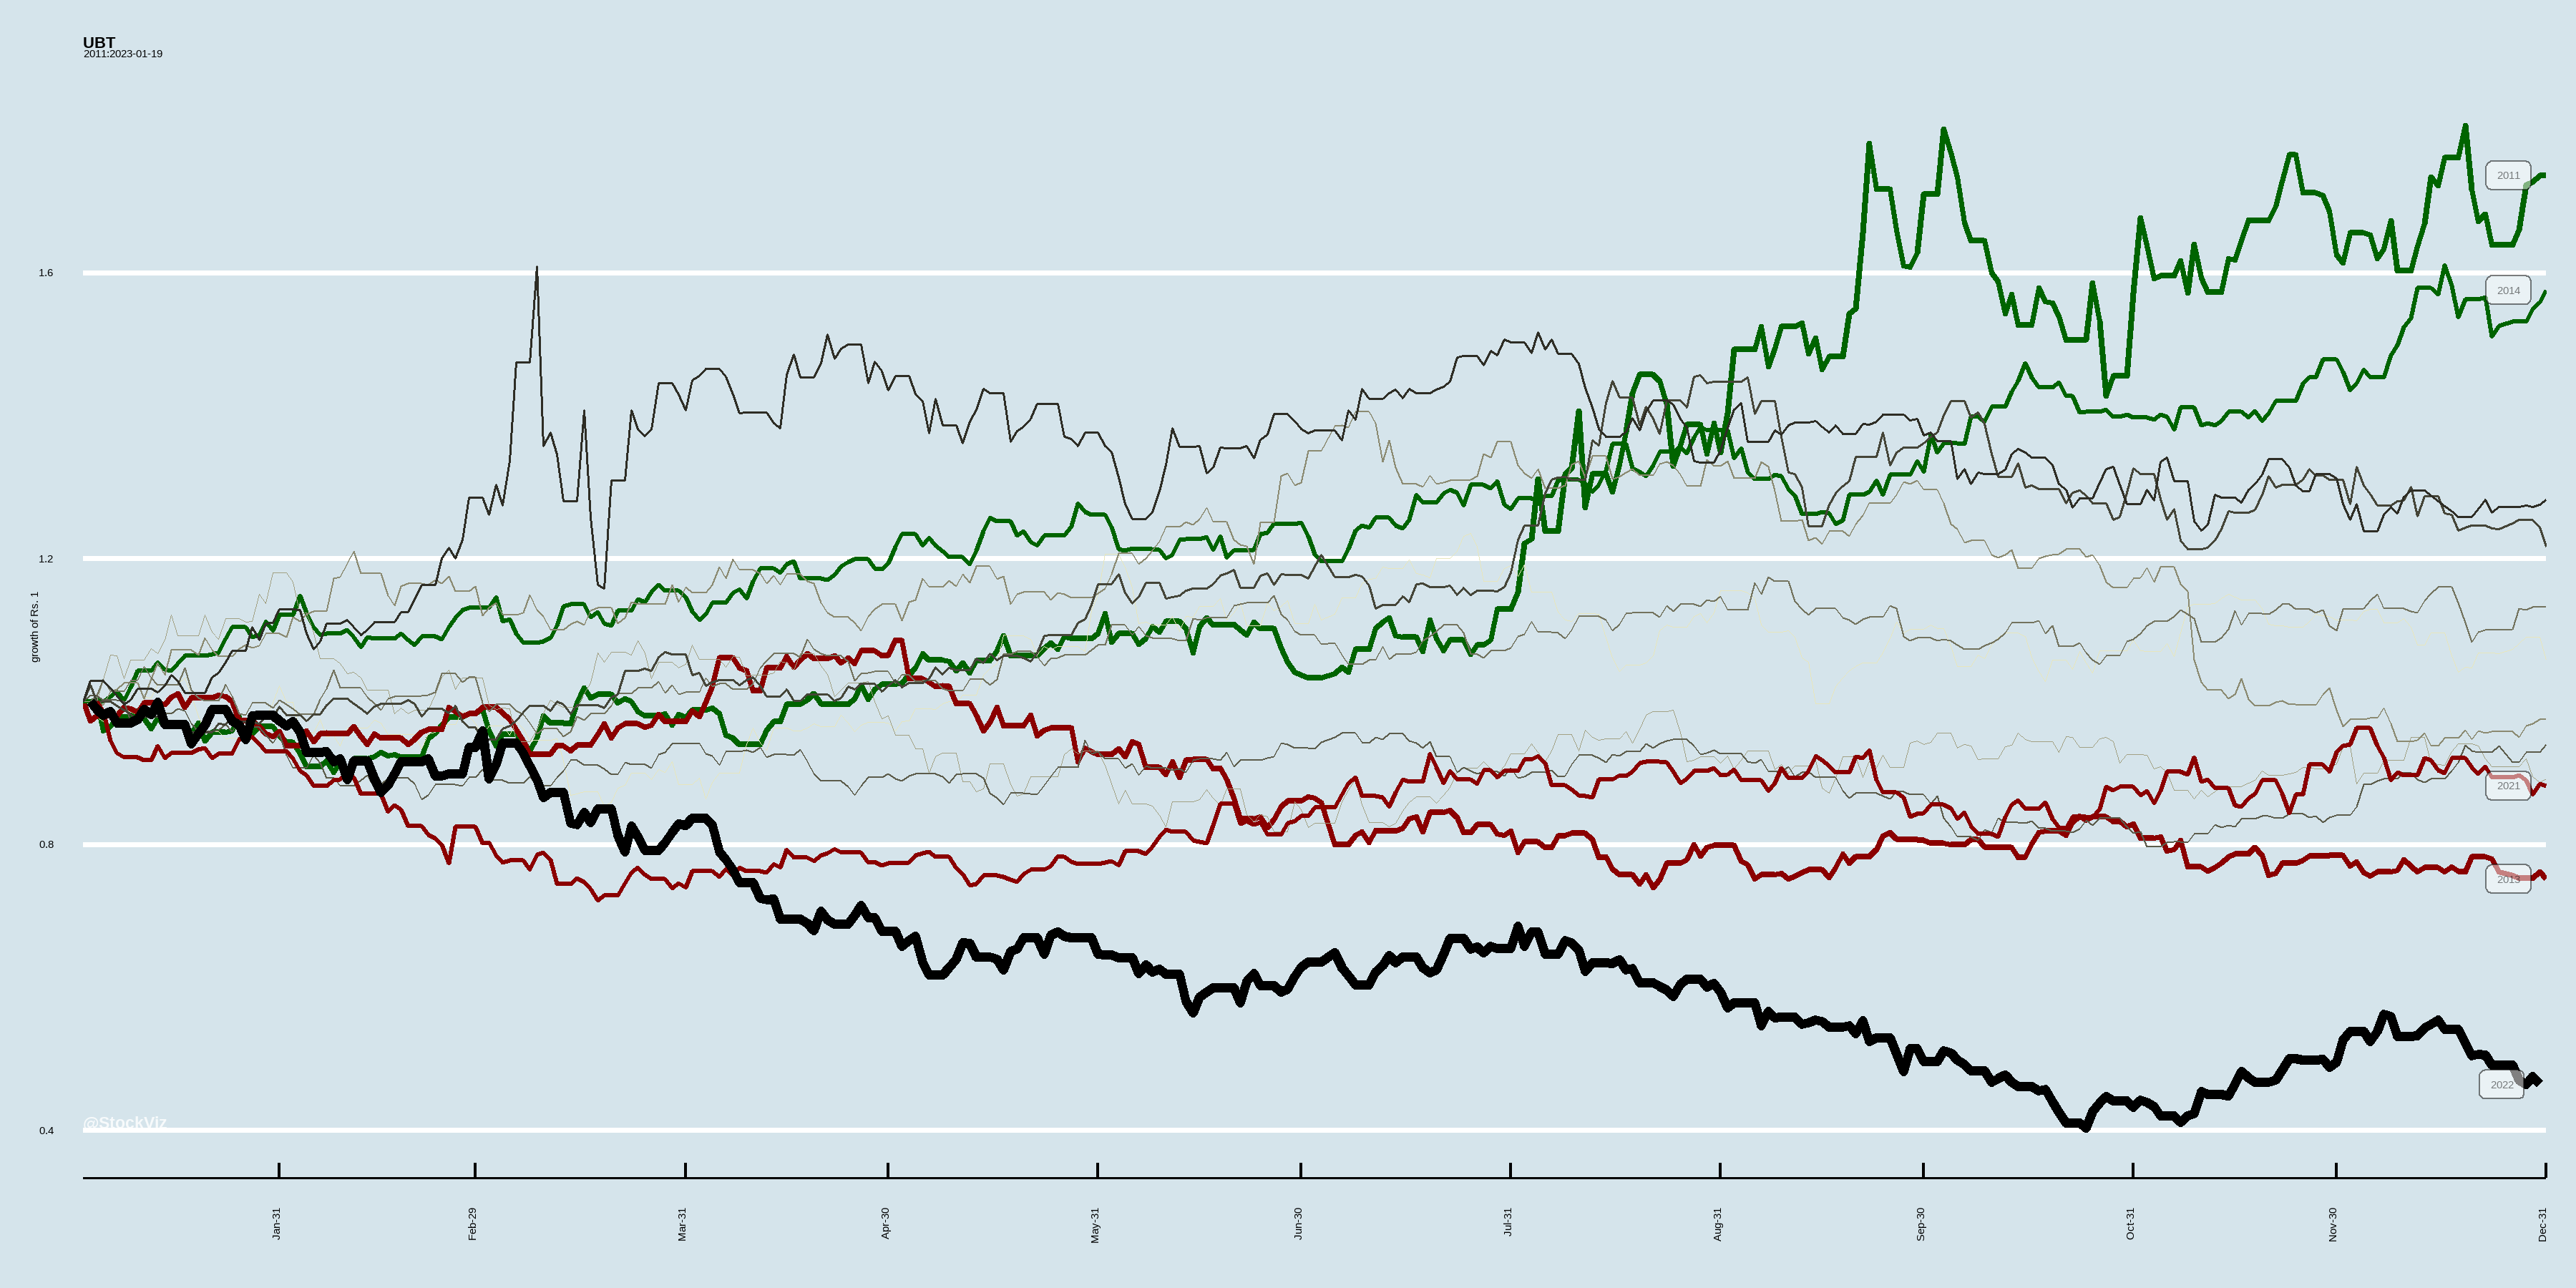 UBT
2011:2023-01-19
2011
1.6
2014
1.2
growth of Rs. 1
0.8
2021
2013
2022
@StockViz
0.4
Jan-31
Feb-29
Mar-31
Apr-30
May-31
Jun-30
Jul-31
Aug-31
Sep-30
Oct-31
Nov-30
Dec-31